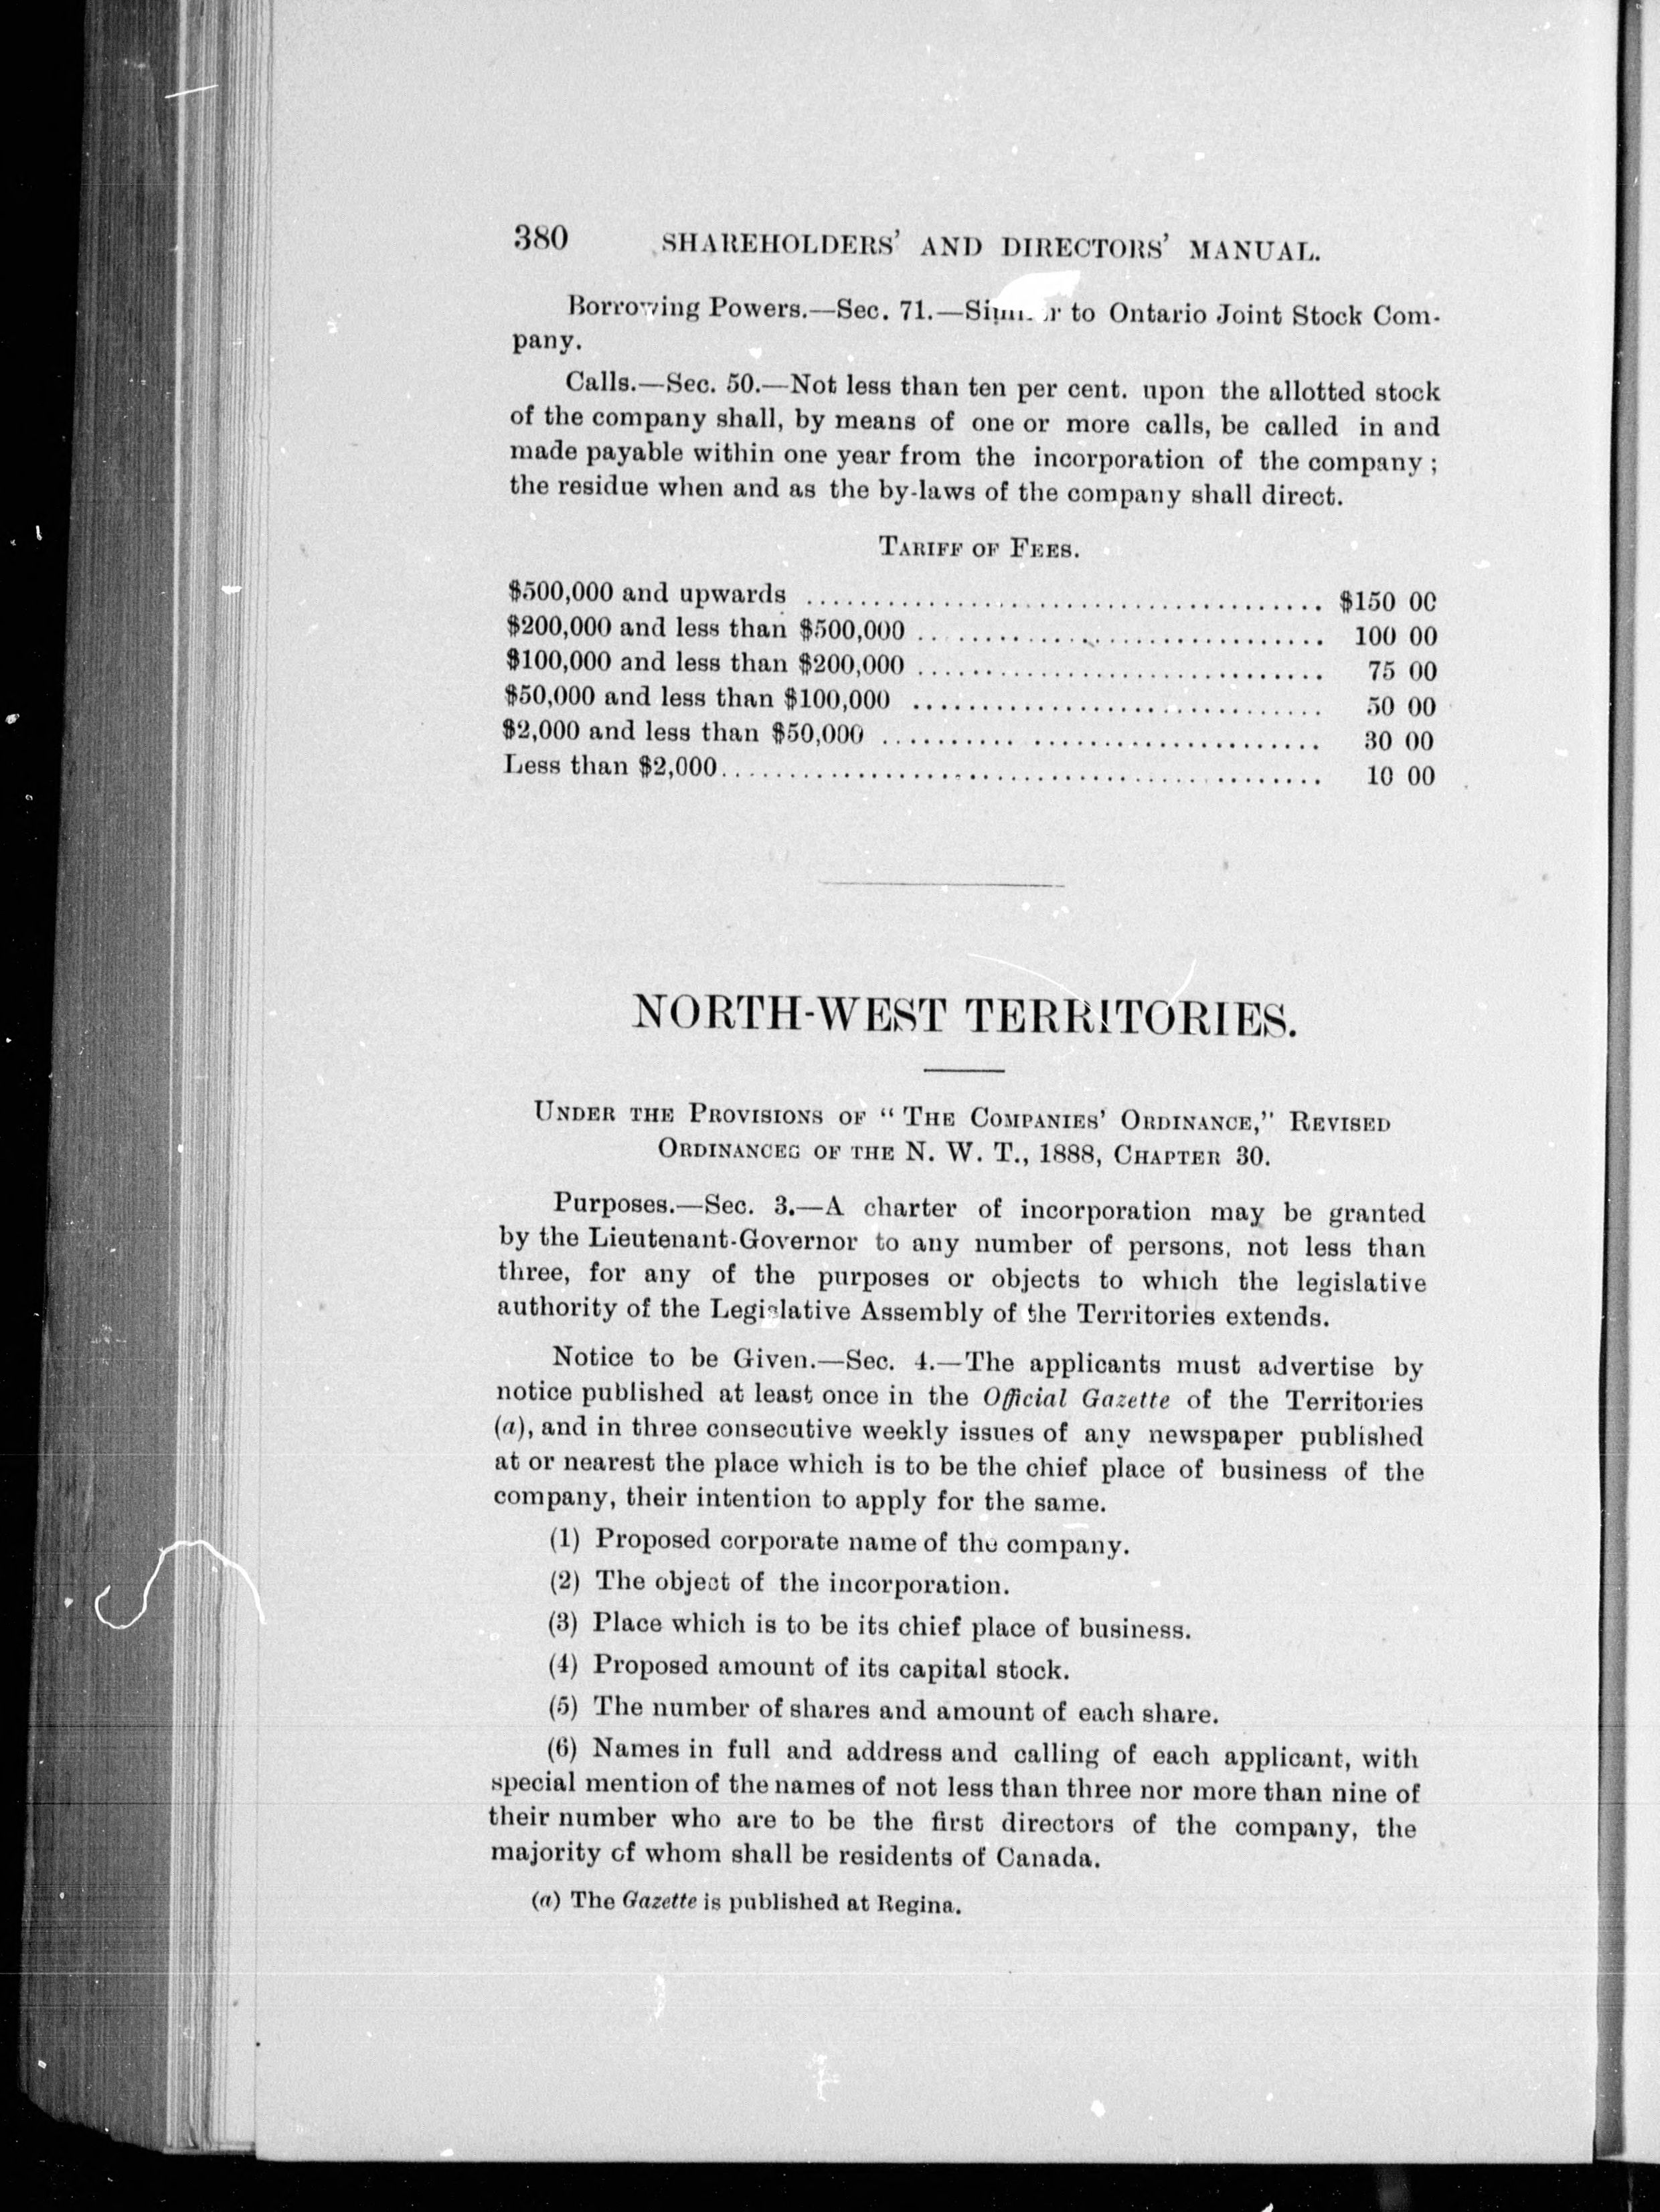 380 SHAREHOLDERS' AND DIRECTORS' MANUAL.
Borrowing Powers.—Sec. 71.—Similar to Ontario Joint Stock Com-
pany.
Calls.—Sec. 50.—Not less than ten per cent. upon the allotted stock
of the company shall, by means of one or more calls, be called in and
made payable within one year from the incorporation of the company;
the residue when and as the by-laws of the company shall direct.
TARIFF OF FEES.
$500,000 and upwards ........................................ $150 00
$200,000 and less than $500,000 .............................. 100 00
$100,000 and less than $200,000 .............................. 75 00
$50,000 and less than $100,000 .............................. 50 00
$2,000 and less than $50,000 ................................ 30 00
Less than $2,000............................................ 10 00
NORTH-WEST TERRITORIES.
UNDER THE PROVISIONS OF "THE COMPANIES' ORDINANCE," REVISED
ORDINANCES OF THE N. W. T., 1888, CHAPTER 30.
Purposes.—Sec. 3.—A charter of incorporation may be granted
by the Lieutenant-Governor to any number of persons, not less than
three, for any of the purposes or objects to which the legislative
authority of the Legislative Assembly of the Territories extends.
Notice to be Given.—Sec. 4.—The applicants must advertise by
notice published at least once in the Official Gazette of the Territories
(a), and in three consecutive weekly issues of any newspaper published
at or nearest the place which is to be the chief place of business of the
company, their intention to apply for the same.
(1) Proposed corporate name of the company.
(2) The object of the incorporation.
(3) Place which is to be its chief place of business.
(4) Proposed amount of its capital stock.
(5) The number of shares and amount of each share.
(6) Names in full and address and calling of each applicant, with
special mention of the names of not less than three nor more than nine of
their number who are to be the first directors of the company, the
majority of whom shall be residents of Canada.
(a) The Gazette is published at Regina.